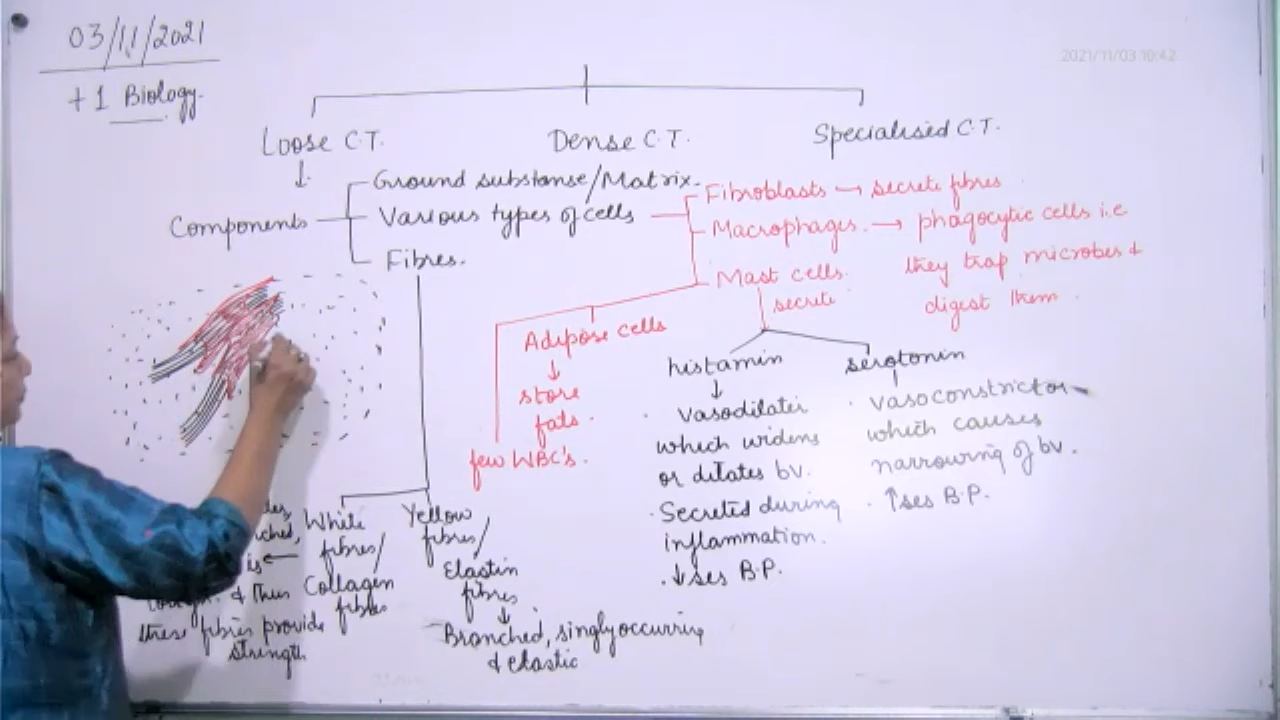 03/11/2021
+1 Biology.
2021/11/03 10:42
Loose C.T.
Dense C.T.
Specialised C.T.
Components
Ground substanse/Matrix.
Various types of cells
Fibres.
Fibroblasts → secrete fibres
Macrophages. → phagocytic cells i.e
they trap microbes &
digest them.
Mast cells.
secrete
Adipose cells
↓
store
fats.
few WBC's.
histamin
↓
. Vasodilater
which widens
or dilates bv.
. Secreted during
inflammation.
. ↓ses B.P.
serotonin
. vasoconstrictor
which causes
narrowing of bv.
. ↑ses B.P.
White
fibres/
Collagen
fibres
& thus
these fibres provide
strength
Yellow
fibres/
Elastin
fibres
↓
Branched, singly occurring
& elastic